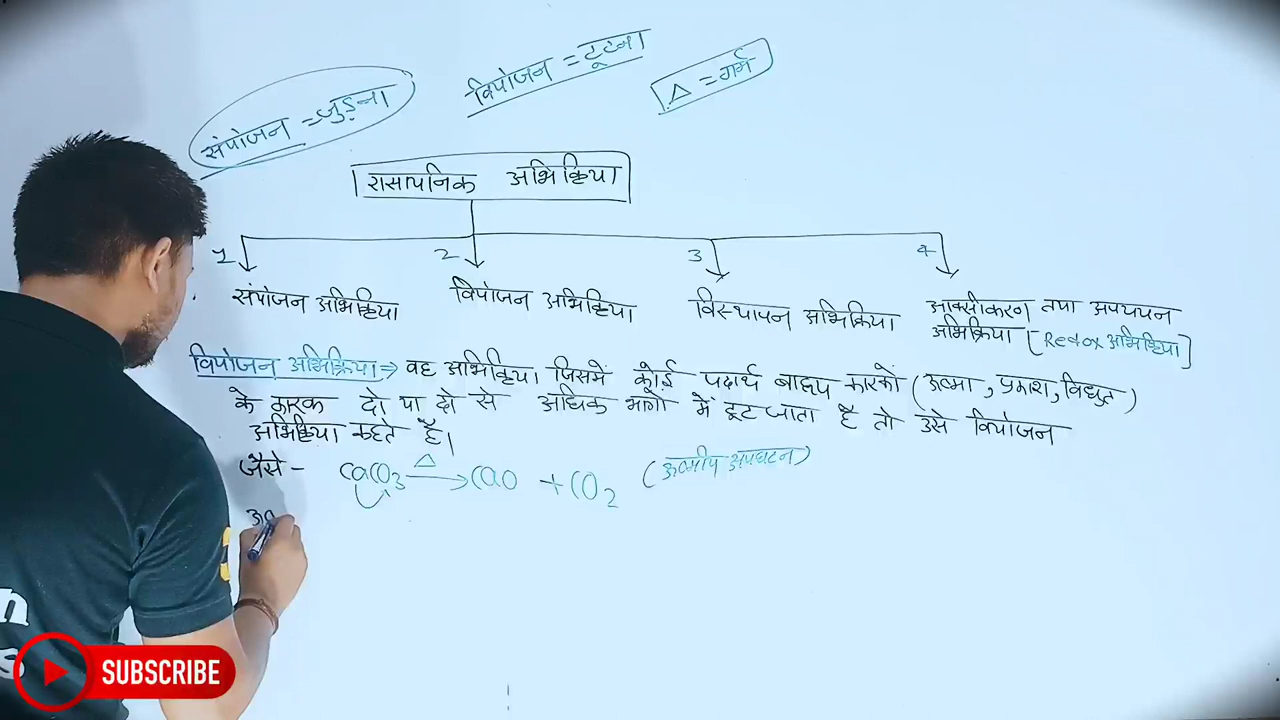 वियोजन = टूटना
△ = गर्म
संयोजन = जुड़ना
रासायनिक अभिक्रिया
1 2 3 4
संयोजन अभिक्रिया
वियोजन अभिक्रिया
विस्थापन अभिक्रिया
आक्सीकरण तथा अपचयन
अभिक्रिया [Redox अभिक्रिया]
वियोजन अभिक्रिया ⇒ वह अभिक्रिया जिसमें कोई पदार्थ बाह्य कारकों (ऊष्मा, प्रकाश, विद्युत)
के कारक दो या दो से अधिक भागों में टूट जाता है तो उसे वियोजन
अभिक्रिया कहते हैं।
जैसे - CaCO3 △→ CaO + CO2 (ऊष्मीय अपघटन)
SUBSCRIBE